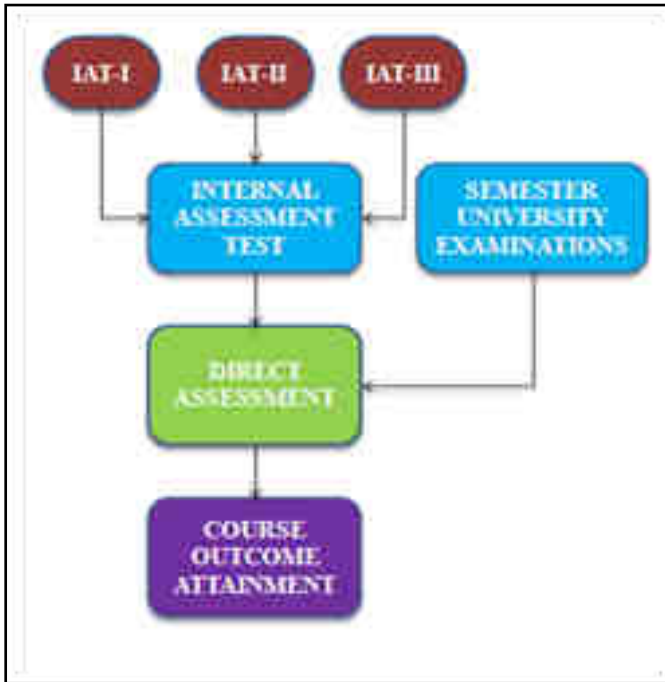 IAT-I
IAT-II
IAT-III
INTERNAL
ASSESSMENT
TEST
SEMESTER
UNIVERSITY
EXAMINATIONS
DIRECT
ASSESSMENT
COURSE
OUTCOME
ATTAINMENT